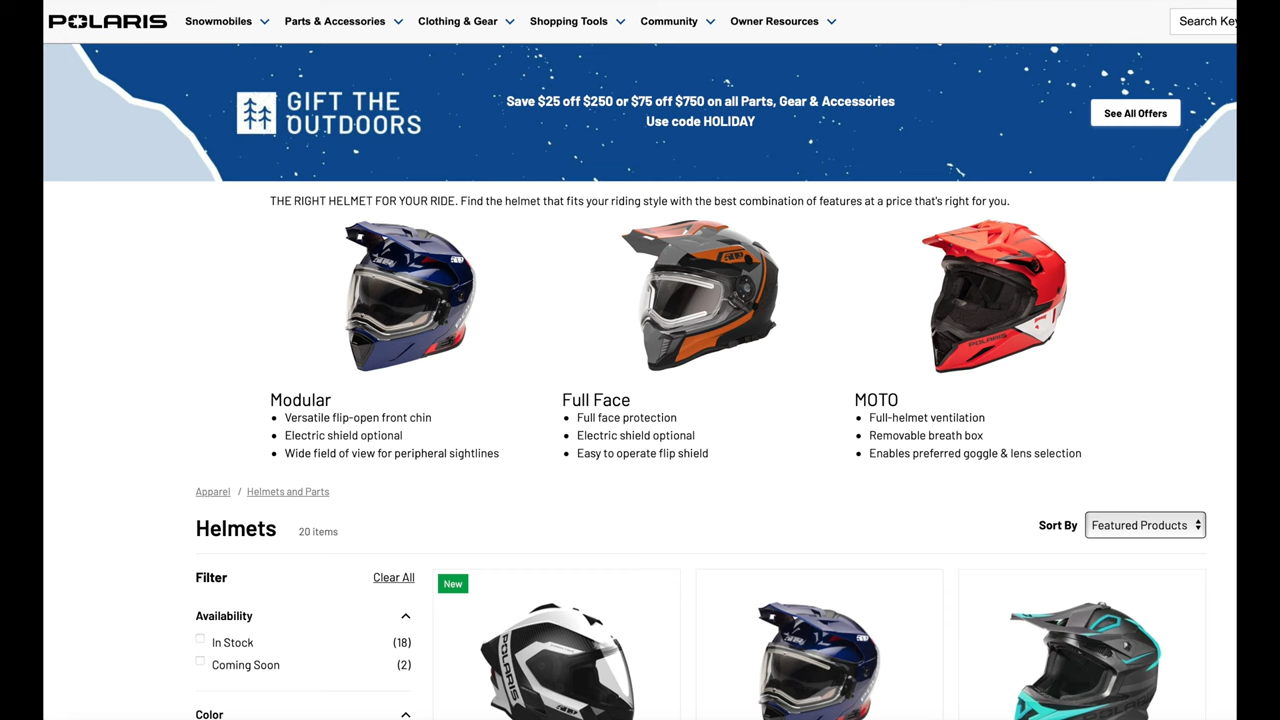 POLARIS
Snowmobiles Parts & Accessories Clothing & Gear Shopping Tools Community Owner Resources
Search Key
GIFT THE
OUTDOORS
Save $25 off $250 or $75 off $750 on all Parts, Gear & Accessories
Use code HOLIDAY
See All Offers
THE RIGHT HELMET FOR YOUR RIDE. Find the helmet that fits your riding style with the best combination of features at a price that's right for you.
509
509
POLARIS
Modular
Versatile flip-open front chin
Electric shield optional
Wide field of view for peripheral sightlines
Full Face
Full face protection
Electric shield optional
Easy to operate flip shield
MOTO
Full-helmet ventilation
Removable breath box
Enables preferred goggle & lens selection
Apparel / Helmets and Parts
Helmets 20 items
Sort By Featured Products
Filter Clear All
Availability
In Stock (18)
Coming Soon (2)
Color
New
POLARIS
509
509